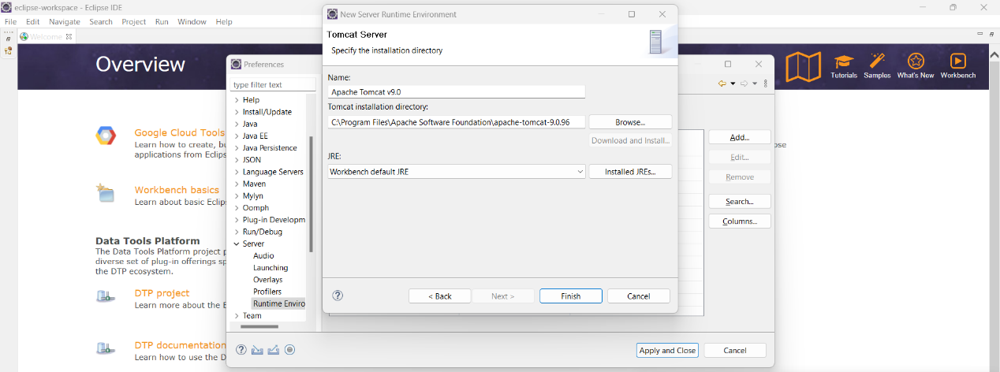 eclipse-workspace - Eclipse IDE
File Edit Navigate Search Project Run Window Help
Welcome
Overview
Tutorials Samples What's New Workbench
Google Cloud Tools
Learn how to create, bu
applications from Eclips
Workbench basics
Learn about basic Eclip
Data Tools Platform
The Data Tools Platform project p
diverse set of plug-in offerings sp
the DTP ecosystem.
DTP project
Learn more about the E
DTP documentation
Learn how to use the D
ose
Preferences
type filter text
Help
Install/Update
Java
Java EE
Java Persistence
JSON
Language Servers
Maven
Mylyn
Oomph
Plug-in Developm
Run/Debug
Server
Audio
Launching
Overlays
Profilers
Runtime Enviro
Team
Add...
Edit...
Remove
Search...
Columns...
Apply and Close Cancel
New Server Runtime Environment
Tomcat Server
Specify the installation directory
Name:
Apache Tomcat v9.0
Tomcat installation directory:
C:\Program Files\Apache Software Foundation\apache-tomcat-9.0.96 Browse...
Download and Install...
JRE:
Workbench default JRE Installed JREs...
? < Back Next > Finish Cancel